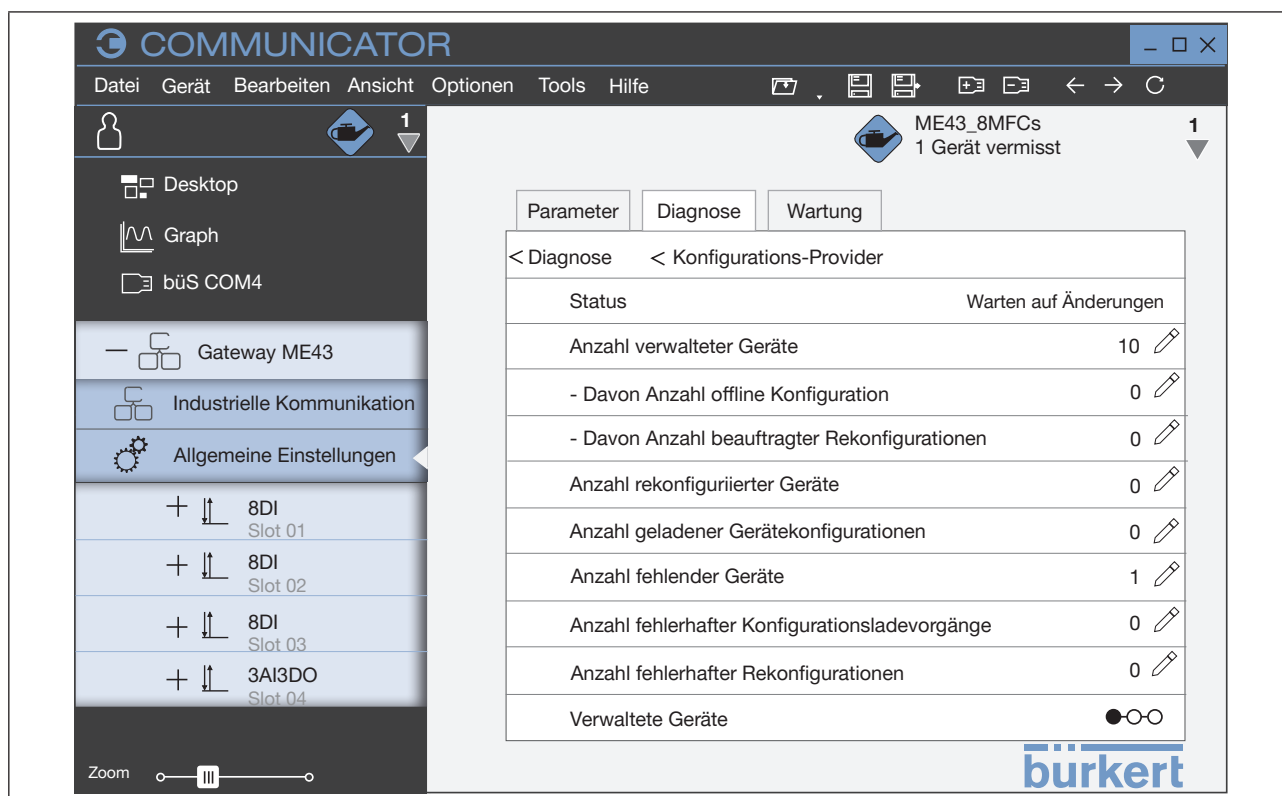 COMMUNICATOR
Datei Gerät Bearbeiten Ansicht Optionen Tools Hilfe
1
ME43_8MFCs
1 Gerät vermisst
1
Desktop
Graph
büS COM4
Gateway ME43
Industrielle Kommunikation
Allgemeine Einstellungen
8DI
Slot 01
8DI
Slot 02
8DI
Slot 03
3AI3DO
Slot 04
Zoom
Parameter Diagnose Wartung
< Diagnose < Konfigurations-Provider
Status Warten auf Änderungen
Anzahl verwalteter Geräte 10
- Davon Anzahl offline Konfiguration 0
- Davon Anzahl beauftragter Rekonfigurationen 0
Anzahl rekonfiguriierter Geräte 0
Anzahl geladener Gerätekonfigurationen 0
Anzahl fehlender Geräte 1
Anzahl fehlerhafter Konfigurationsladevorgänge 0
Anzahl fehlerhafter Rekonfigurationen 0
Verwaltete Geräte
bürkert